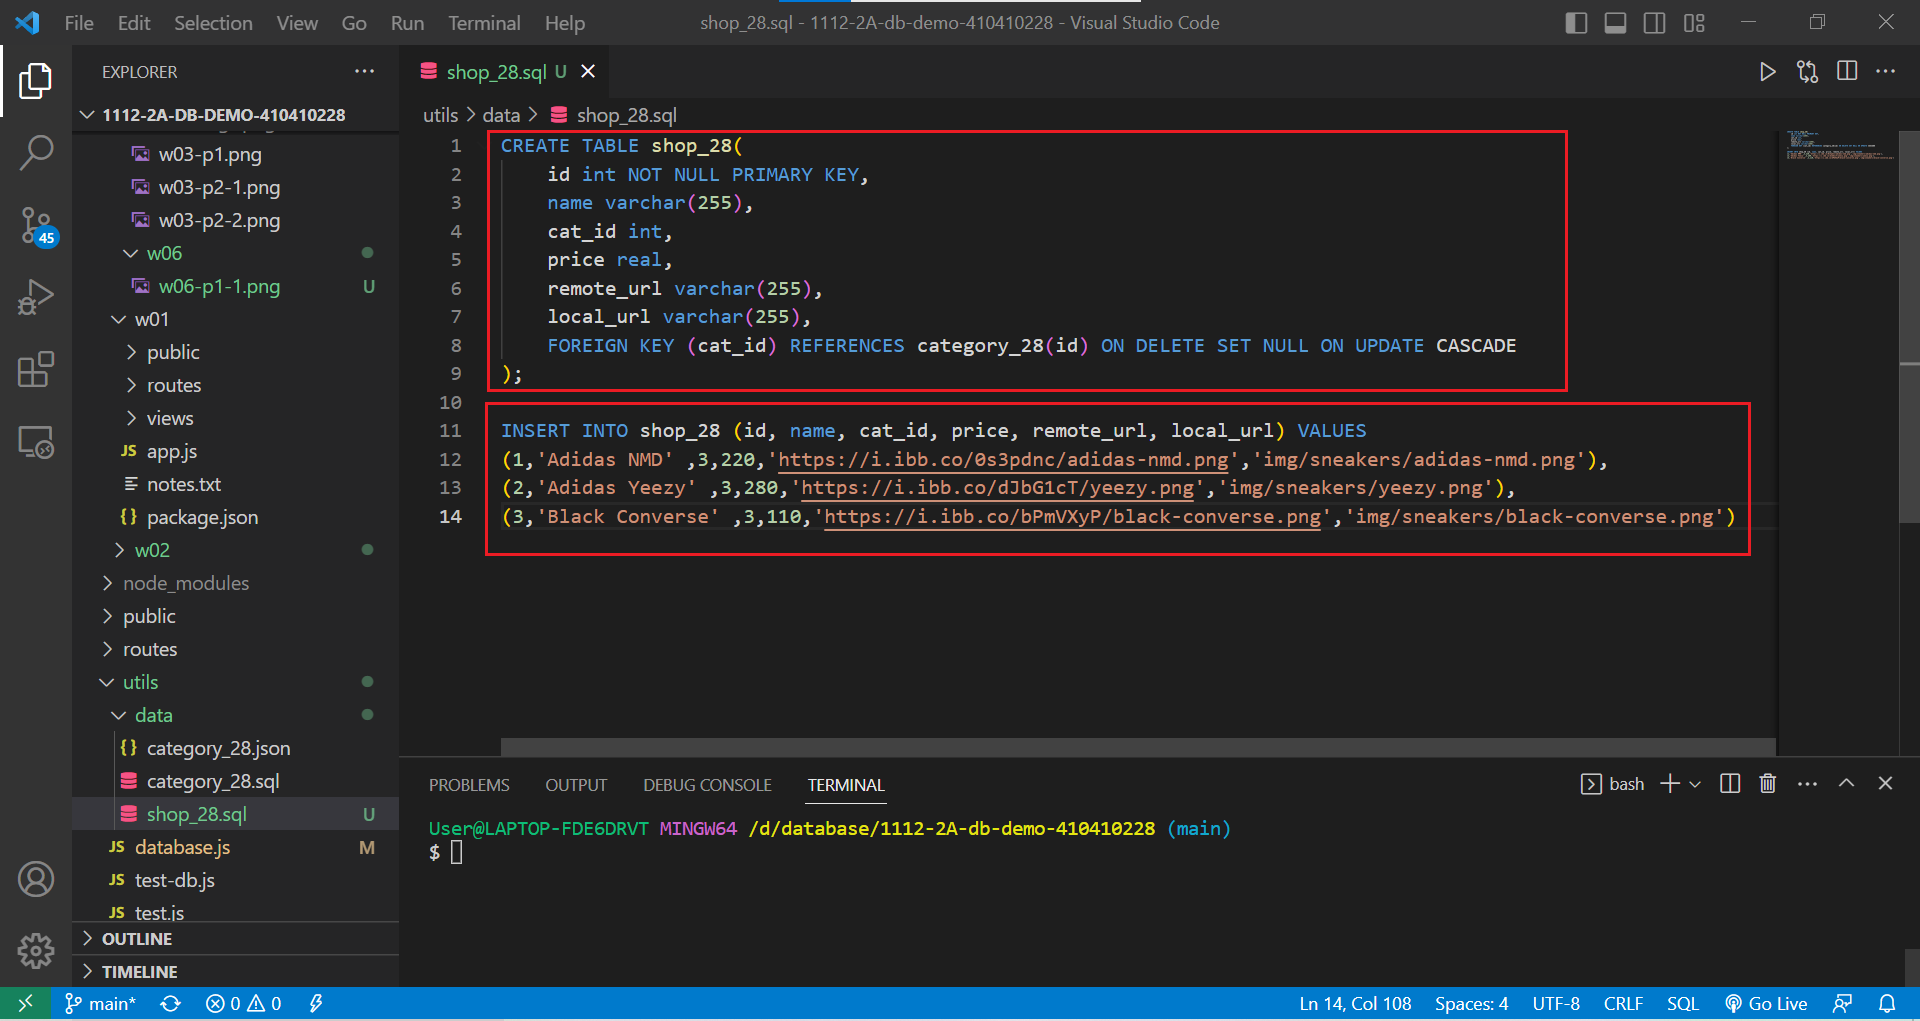 File Edit Selection View Go Run Terminal Help
shop_28.sql - 1112-2A-db-demo-410410228 - Visual Studio Code
EXPLORER
1112-2A-DB-DEMO-410410228
w03-p1.png
w03-p2-1.png
w03-p2-2.png
w06
w06-p1-1.png U
w01
public
routes
views
JS app.js
notes.txt
{} package.json
w02
node_modules
public
routes
utils
data
{} category_28.json
category_28.sql
shop_28.sql U
JS database.js M
JS test-db.js
JS test.js
OUTLINE
TIMELINE
45
shop_28.sql U
utils > data > shop_28.sql
1 CREATE TABLE shop_28(
2 id int NOT NULL PRIMARY KEY,
3 name varchar(255),
4 cat_id int,
5 price real,
6 remote_url varchar(255),
7 local_url varchar(255),
8 FOREIGN KEY (cat_id) REFERENCES category_28(id) ON DELETE SET NULL ON UPDATE CASCADE
9 );
10
11 INSERT INTO shop_28 (id, name, cat_id, price, remote_url, local_url) VALUES
12 (1,'Adidas NMD' ,3,220,'https://i.ibb.co/0s3pdnc/adidas-nmd.png','img/sneakers/adidas-nmd.png'),
13 (2,'Adidas Yeezy' ,3,280,'https://i.ibb.co/dJbG1cT/yeezy.png','img/sneakers/yeezy.png'),
14 (3,'Black Converse' ,3,110,'https://i.ibb.co/bPmVXyP/black-converse.png','img/sneakers/black-converse.png')
PROBLEMS OUTPUT DEBUG CONSOLE TERMINAL
bash
User@LAPTOP-FDE6DRVT MINGW64 /d/database/1112-2A-db-demo-410410228 (main)
$
main* 0 0
Ln 14, Col 108 Spaces: 4 UTF-8 CRLF SQL Go Live